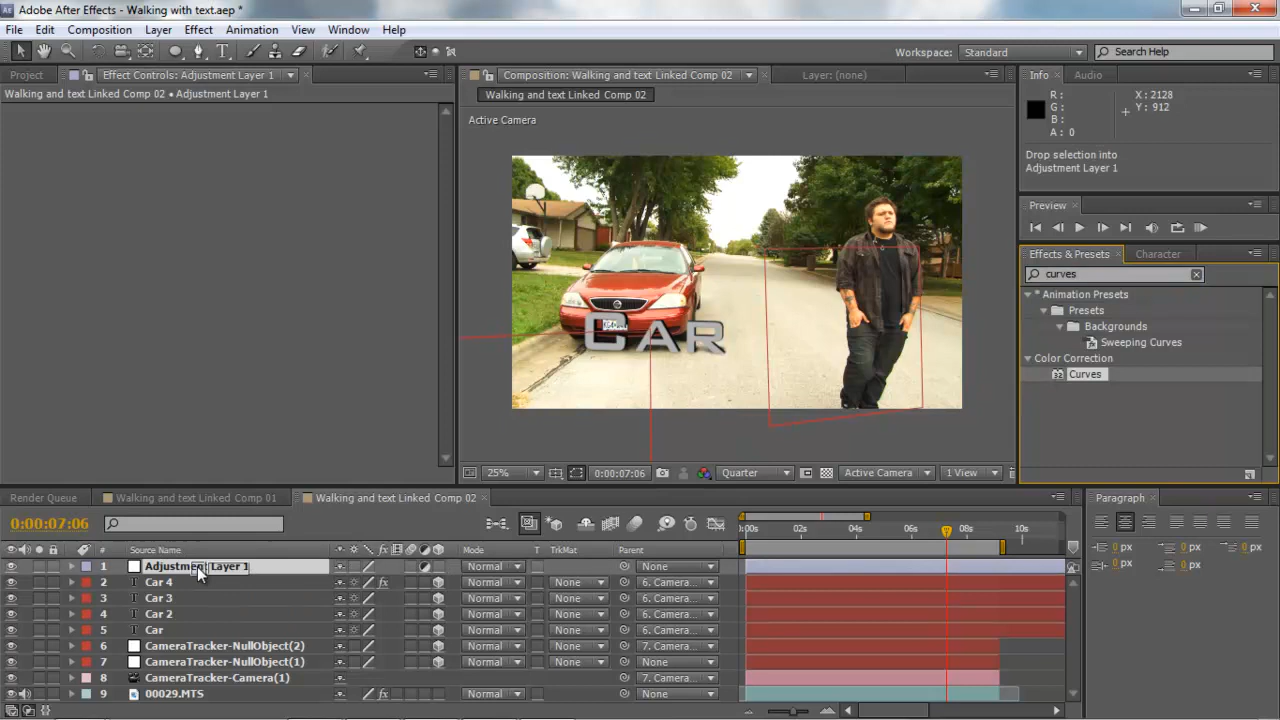 Adobe After Effects - Walking with text.aep *
File Edit Composition Layer Effect Animation View Window Help
Workspace: Standard Search Help
Project Effect Controls: Adjustment Layer 1 Composition: Walking and text Linked Comp 02 Layer: (none) Info Audio
Walking and text Linked Comp 02 • Adjustment Layer 1
Walking and text Linked Comp 02
Active Camera
R :
G :
B :
A : 0
X : 2128
Y : 912
Drop selection into
Adjustment Layer 1
Preview
Effects & Presets Character
curves
* Animation Presets
Presets
Backgrounds
Sweeping Curves
Color Correction
32 Curves
CAR
25% 0:00:07:06 Quarter Active Camera 1 View
Render Queue Walking and text Linked Comp 01 Walking and text Linked Comp 02 Paragraph
0:00:07:06
:00s 02s 04s 06s 08s 10s
# Source Name Mode T TrkMat Parent
1 Adjustment Layer 1 Normal None
2 T Car 4 fx Normal None 6. Camera
3 T Car 3 Normal None 6. Camera
4 T Car 2 Normal None 6. Camera
5 T Car Normal None 6. Camera
6 CameraTracker-NullObject(2) Normal None 7. Camera
7 CameraTracker-NullObject(1) Normal None None
8 CameraTracker-Camera(1) 7. Camera
9 00029.MTS fx Normal None None
0 px 0 px
0 px 0 px